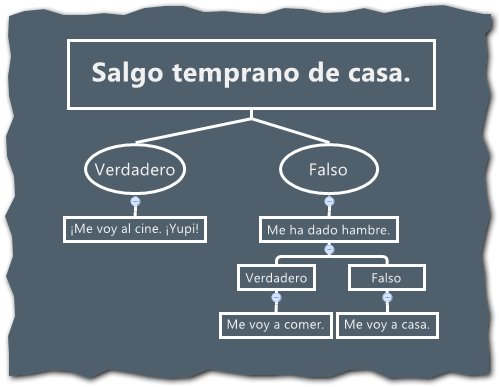 Salgo temprano de casa.
Verdadero
Falso
¡Me voy al cine. ¡Yupi!
Me ha dado hambre.
Verdadero
Falso
Me voy a comer.
Me voy a casa.